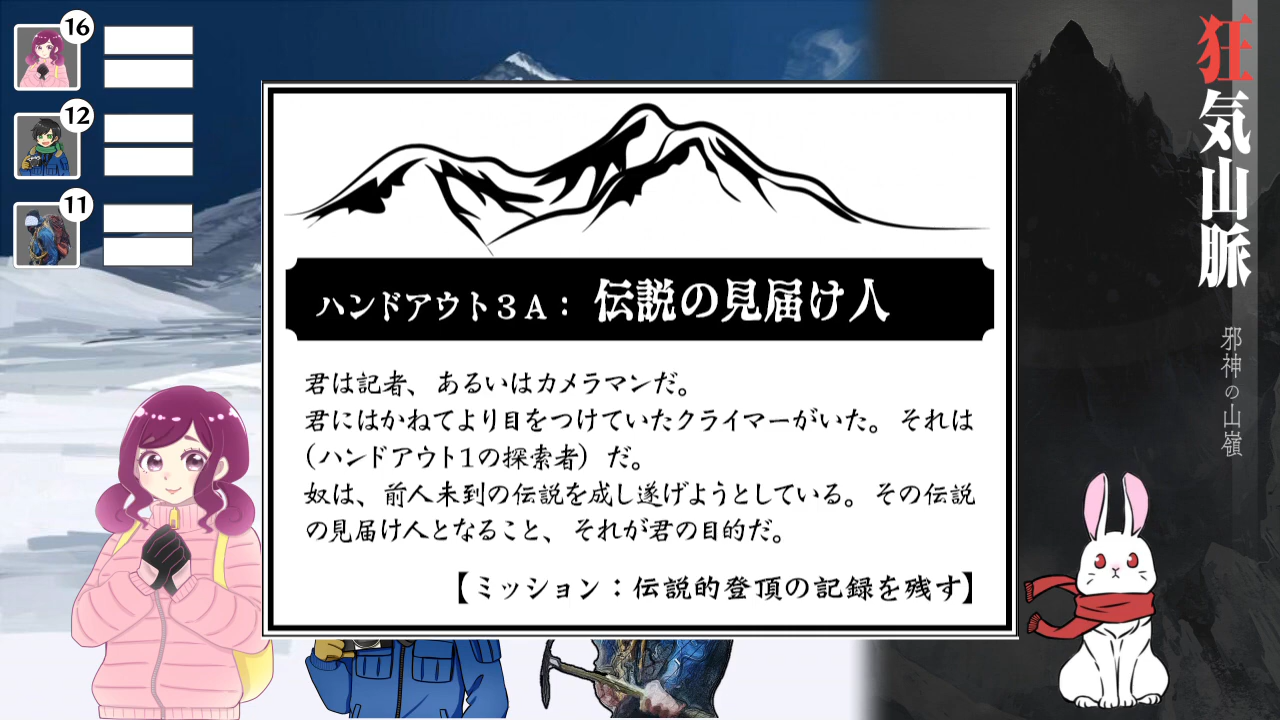 16
12
11
ハンドアウト3A：伝説の見届け人
君は記者、あるいはカメラマンだ。
君にはかねてより目をつけていたクライマーがいた。それは
（ハンドアウト1の探索者）だ。
奴は、前人未到の伝説を成し遂げようとしている。その伝説
の見届け人となること、それが君の目的だ。
【ミッション：伝説的登頂の記録を残す】
狂気山脈
邪神の山嶺